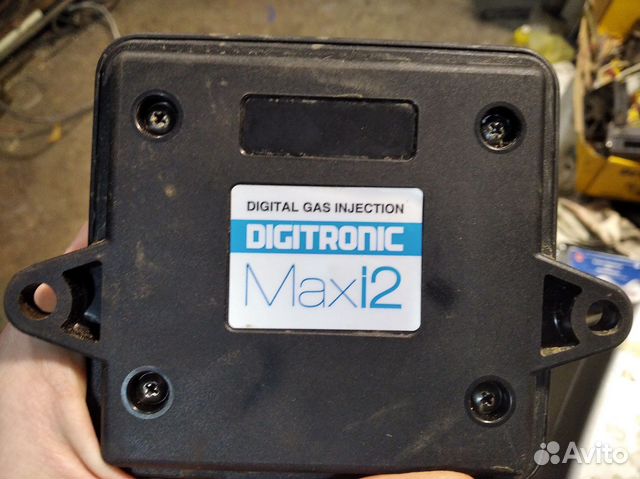 DIGITAL GAS INJECTION
DIGITRONIC
Maxi2
Avito